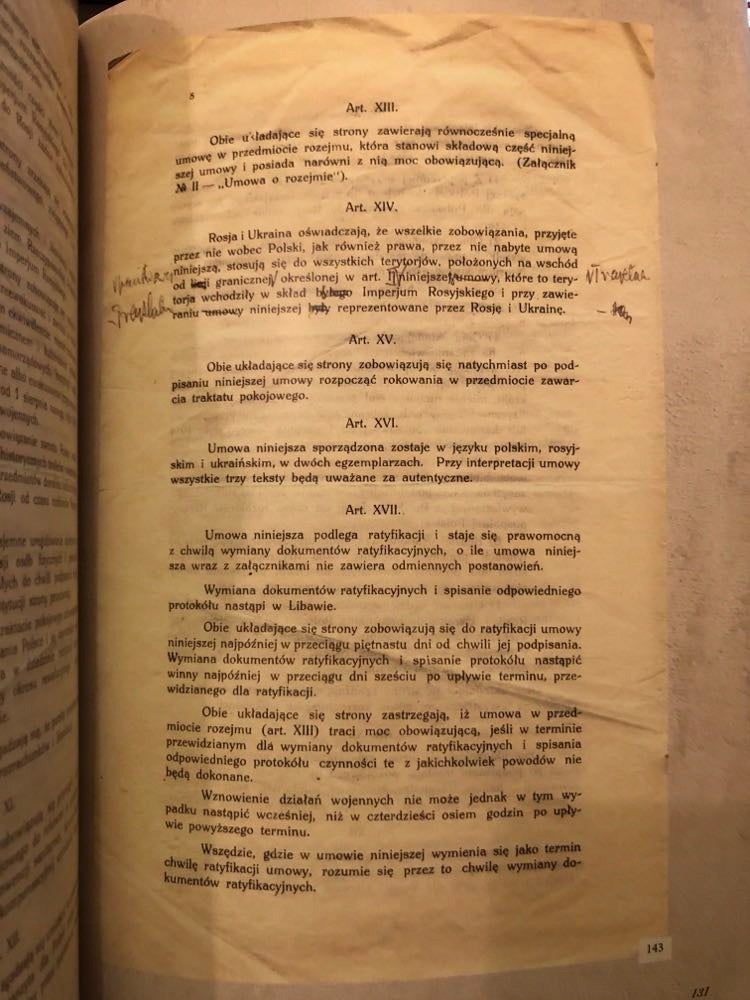 8
Art. XIII.
Obie układające się strony zawierają równocześnie specjalną
umowę w przedmiocie rozejmu, która stanowi składową część niniej-
szej umowy i posiada narówni z nią moc obowiązującą. (Załącznik
№ II — „Umowa o rozejmie“).
Art. XIV.
Rosja i Ukraina oświadczają, że wszelkie zobowiązania, przyjęte
przez nie wobec Polski, jak również prawa, przez nie nabyte umową
niniejszą, stosują się do wszystkich terytorjów, położonych na wschód
od granicznej określonej w art. niniejszej umowy, które to tery-
torja wchodziły w skład byłego Imperjum Rosyjskiego i przy zawie-
raniu umowy niniejszej były reprezentowane przez Rosję i Ukrainę.
Art. XV.
Obie układające się strony zobowiązują się natychmiast po pod-
pisaniu niniejszej umowy rozpocząć rokowania w przedmiocie zawar-
cia traktatu pokojowego.
Art. XVI.
Umowa niniejsza sporządzona zostaje w języku polskim, rosyj-
skim i ukraińskim, w dwóch egzemplarzach. Przy interpretacji umowy
wszystkie trzy teksty będą uważane za autentyczne.
Art. XVII.
Umowa niniejsza podlega ratyfikacji i staje się prawomocną
z chwilą wymiany dokumentów ratyfikacyjnych, o ile umowa niniej-
sza wraz z załącznikami nie zawiera odmiennych postanowień.
Wymiana dokumentów ratyfikacyjnych i spisanie odpowiedniego
protokółu nastąpi w Libawie.
Obie układające się strony zobowiązują się do ratyfikacji umowy
niniejszej najpóźniej w przeciągu piętnastu dni od chwili jej podpisania.
Wymiana dokumentów ratyfikacyjnych i spisanie protokółu nastąpić
winny najpóźniej w przeciągu dni sześciu po upływie terminu, prze-
widzianego dla ratyfikacji.
Obie układające się strony zastrzegają, iż umowa w przed-
miocie rozejmu (art. XIII) traci moc obowiązującą, jeśli w terminie
przewidzianym dla wymiany dokumentów ratyfikacyjnych i spisania
odpowiedniego protokółu czynności te z jakichkolwiek powodów nie
będą dokonane.
Wznowienie działań wojennych nie może jednak w tym wy-
padku nastąpić wcześniej, niż w czterdzieści osiem godzin po upły-
wie powyższego terminu.
Wszędzie, gdzie w umowie niniejszej wymienia się jako termin
chwilę ratyfikacji umowy, rozumie się przez to chwilę wymiany do-
kumentów ratyfikacyjnych.
143
131